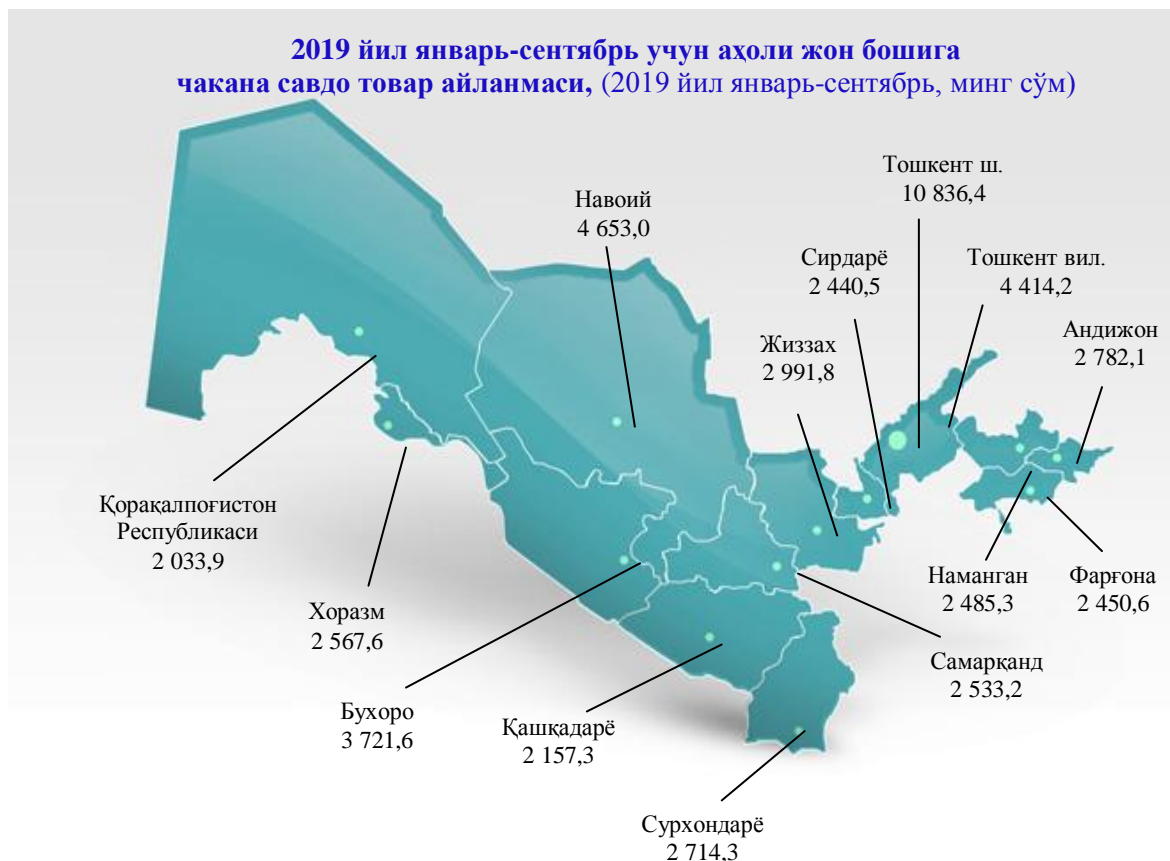 2019 йил январь-сентябрь учун аҳоли жон бошига
чакана савдо товар айланмаси, (2019 йил январь-сентябрь, минг сўм)
Тошкент ш.
10 836,4
Навоий
4 653,0
Сирдарё
2 440,5
Тошкент вил.
4 414,2
Андижон
2 782,1
Жиззах
2 991,8
Қорақалпоғистон
Республикаси
2 033,9
Хоразм
2 567,6
Наманган
2 485,3
Фарғона
2 450,6
Самарқанд
2 533,2
Бухоро
3 721,6
Қашқадарё
2 157,3
Сурхондарё
2 714,3